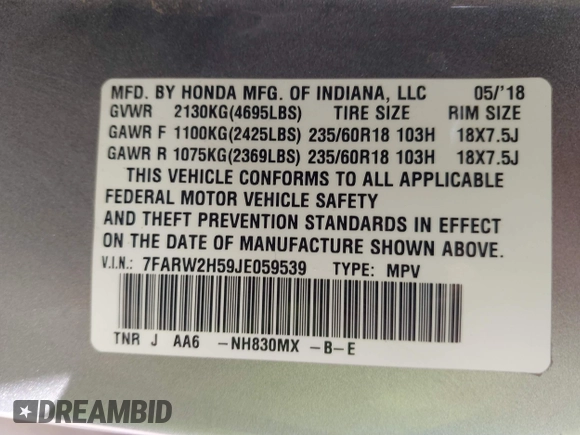 MFD. BY HONDA MFG. OF INDIANA, LLC 05/'18
GVWR 2130KG(4695LBS) TIRE SIZE RIM SIZE
GAWR F 1100KG(2425LBS) 235/60R18 103H 18X7.5J
GAWR R 1075KG(2369LBS) 235/60R18 103H 18X7.5J
THIS VEHICLE CONFORMS TO ALL APPLICABLE
FEDERAL MOTOR VEHICLE SAFETY
AND THEFT PREVENTION STANDARDS IN EFFECT
ON THE DATE OF MANUFACTURE SHOWN ABOVE.
V.I.N.: 7FARW2H59JE059539 TYPE: MPV
TNR J AA6 -NH830MX -B-E
DREAMBID